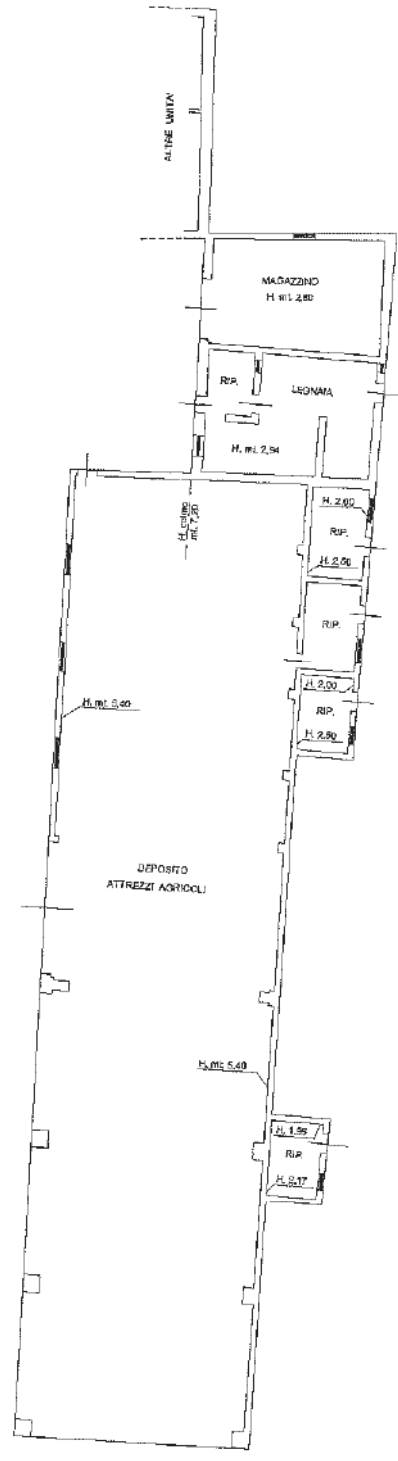 ALTRE UNITA'
MAGAZZINO
H. mt. 2,80
RIP.
LEGNAIA
H. mt. 2,94
H. colmo
mt. 7,20
H. 2,00
RIP.
H. 2,50
RIP.
H. 2,00
RIP.
H. 2,50
H. mt. 5,40
DEPOSITO
ATTREZZI AGRICOLI
H. mt. 5,40
RIP.